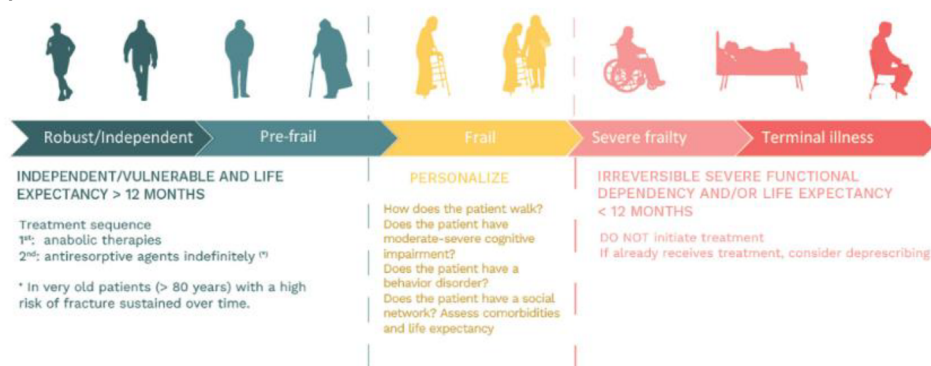 Robust/Independent
Pre-frail
Frail
Severe frailty
Terminal illness
INDEPENDENT/VULNERABLE AND LIFE
EXPECTANCY > 12 MONTHS
Treatment sequence
1st: anabolic therapies
2nd: antiresorptive agents indefinitely (*)
* In very old patients (> 80 years) with a high
risk of fracture sustained over time.
PERSONALIZE
How does the patient walk?
Does the patient have
moderate-severe cognitive
impairment?
Does the patient have a
behavior disorder?
Does the patient have a social
network? Assess comorbidities
and life expectancy
IRREVERSIBLE SEVERE FUNCTIONAL
DEPENDENCY AND/OR LIFE EXPECTANCY
< 12 MONTHS
DO NOT initiate treatment
If already receives treatment, consider deprescribing